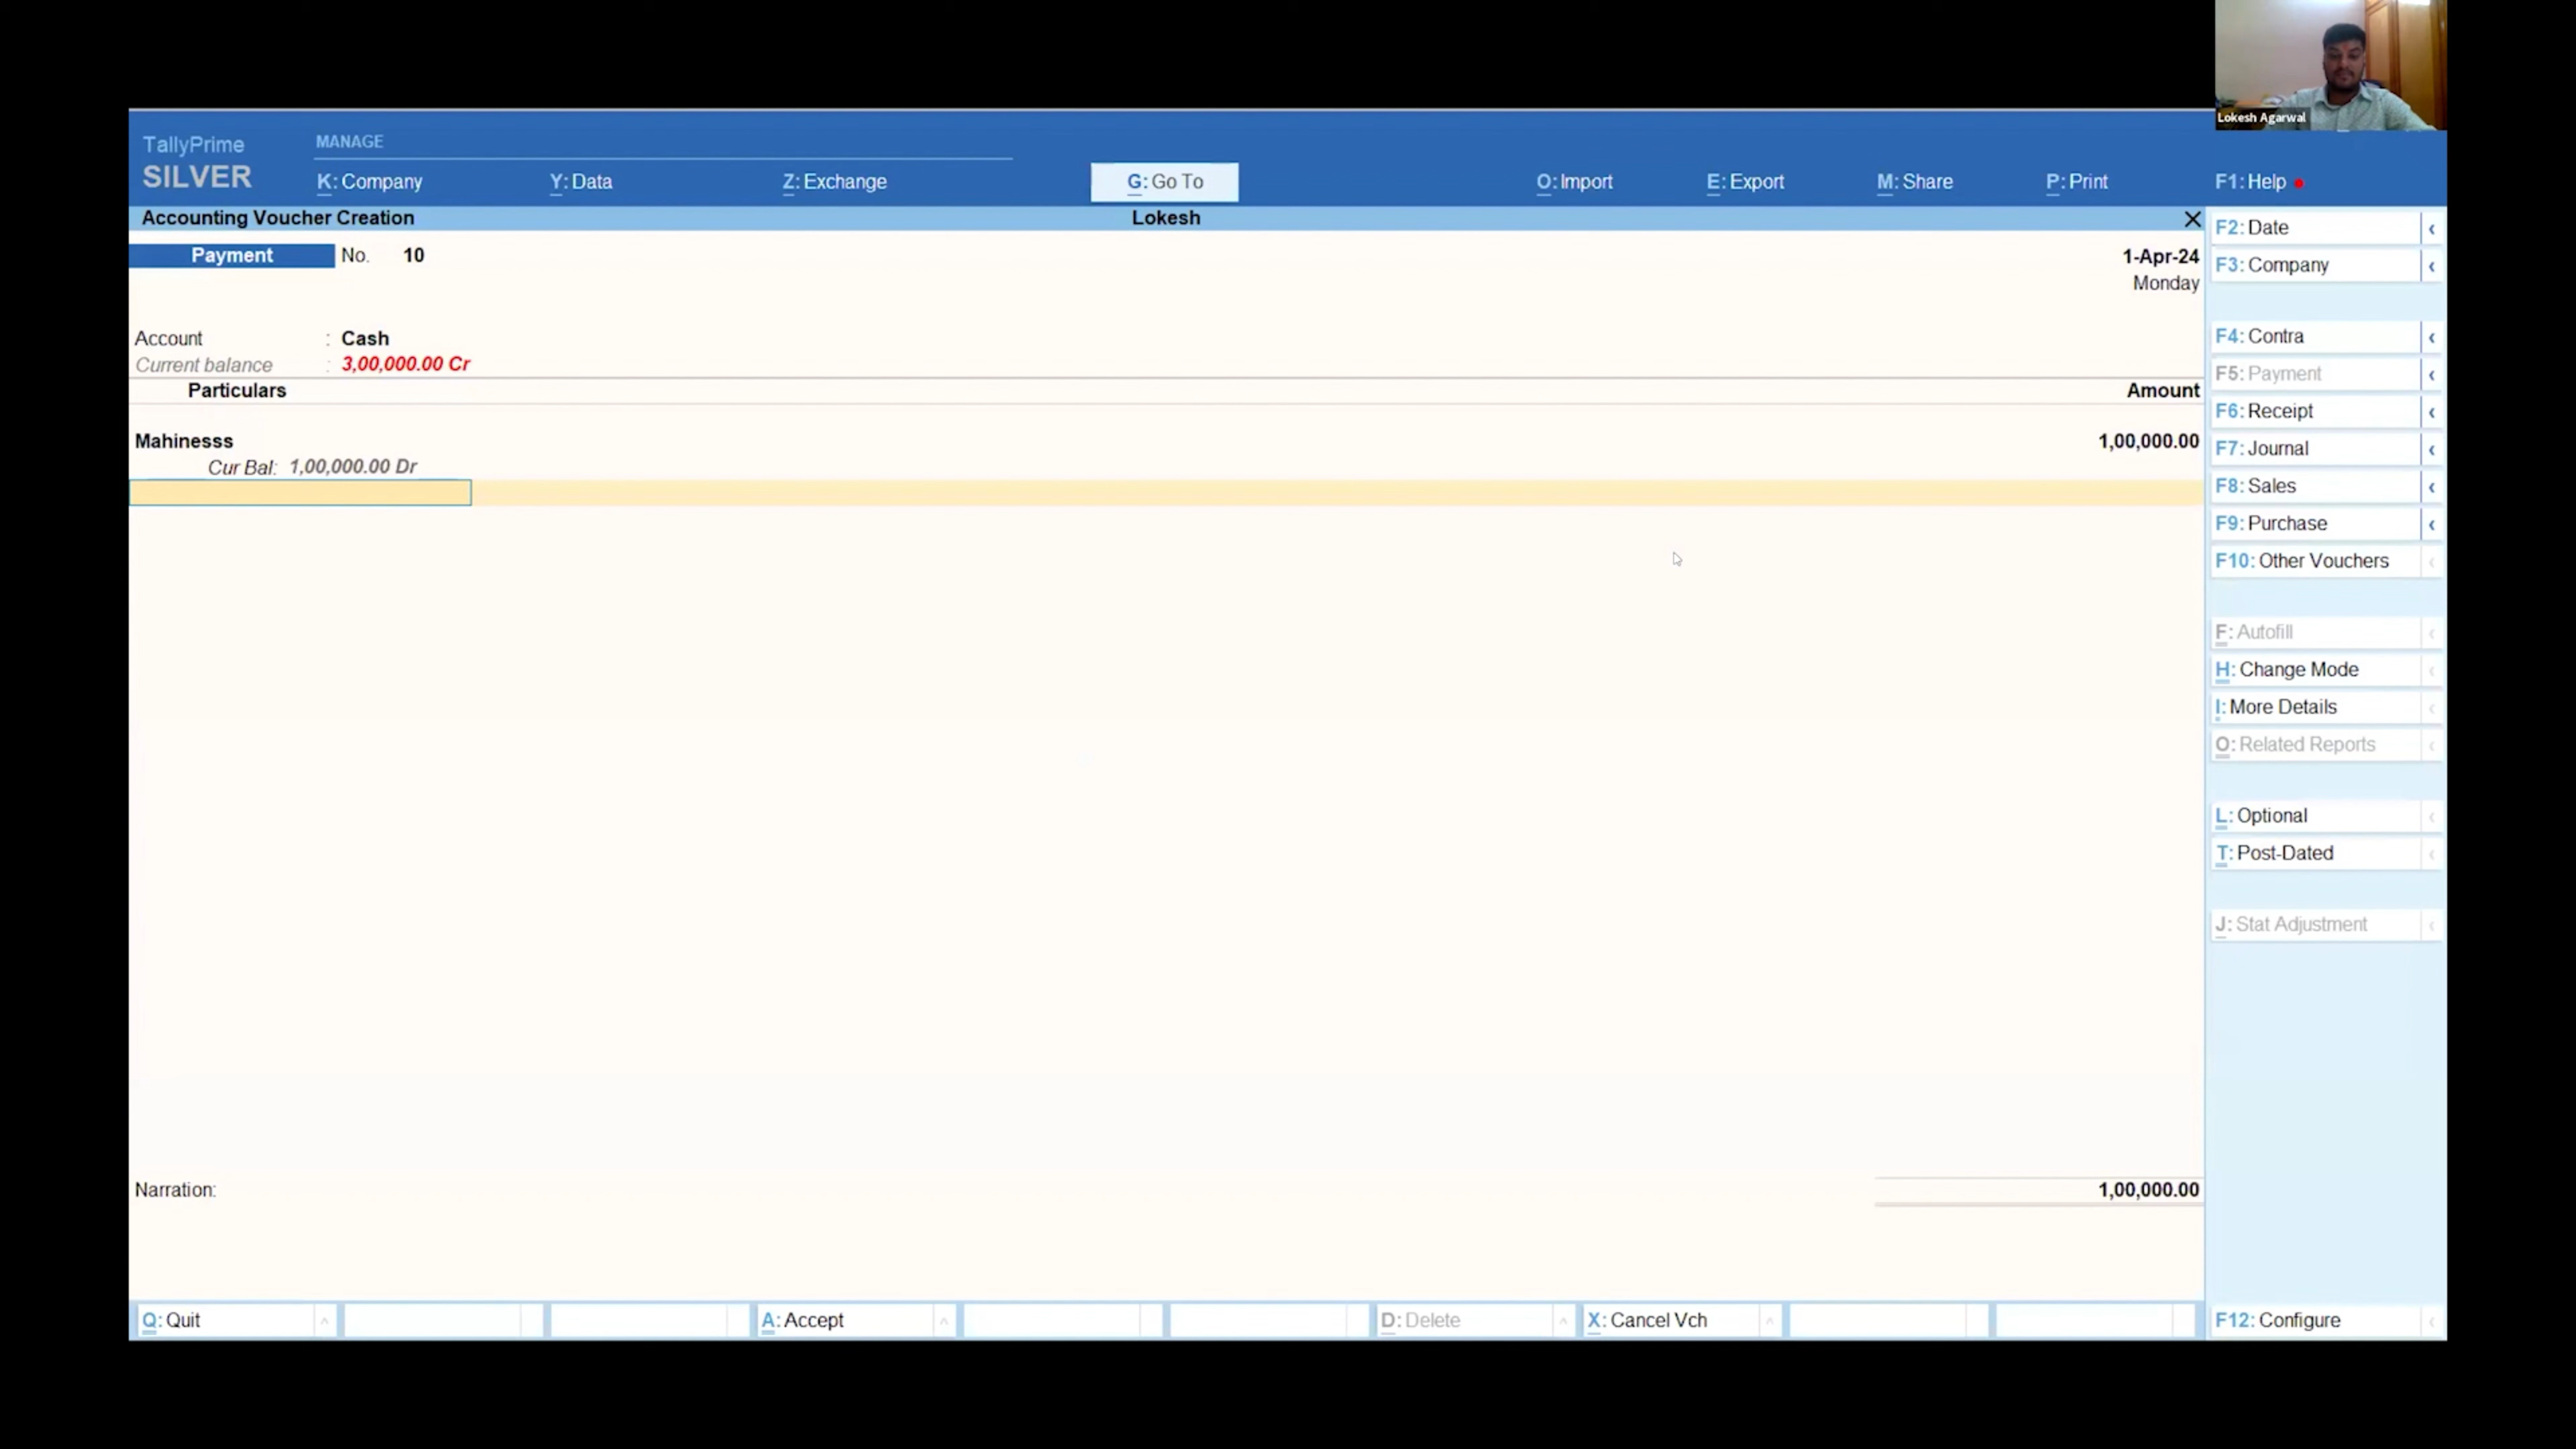 Lokesh Agarwal
TallyPrime
SILVER
MANAGE
K: Company Y: Data Z: Exchange G: Go To O: Import E: Export M: Share P: Print F1: Help
Accounting Voucher Creation Lokesh
Payment No. 10 1-Apr-24
Monday
Account : Cash
Current balance : 3,00,000.00 Cr
Particulars Amount
Mahinesss 1,00,000.00
Cur Bal: 1,00,000.00 Dr
Narration: 1,00,000.00
Q: Quit A: Accept D: Delete X: Cancel Vch
F2: Date
F3: Company
F4: Contra
F5: Payment
F6: Receipt
F7: Journal
F8: Sales
F9: Purchase
F10: Other Vouchers
F: Autofill
H: Change Mode
I: More Details
O: Related Reports
L: Optional
T: Post-Dated
J: Stat Adjustment
F12: Configure